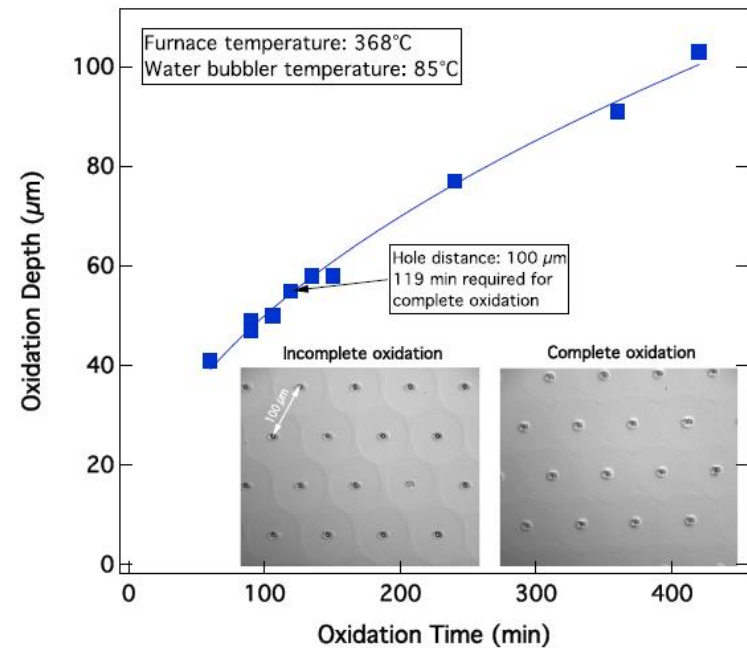 Furnace temperature: 368°C
Water bubbler temperature: 85°C
100
80
60
40
20
0
Oxidation Depth (µm)
Hole distance: 100 µm
119 min required for
complete oxidation
Incomplete oxidation
Complete oxidation
100 µm
0
100
200
300
400
Oxidation Time (min)